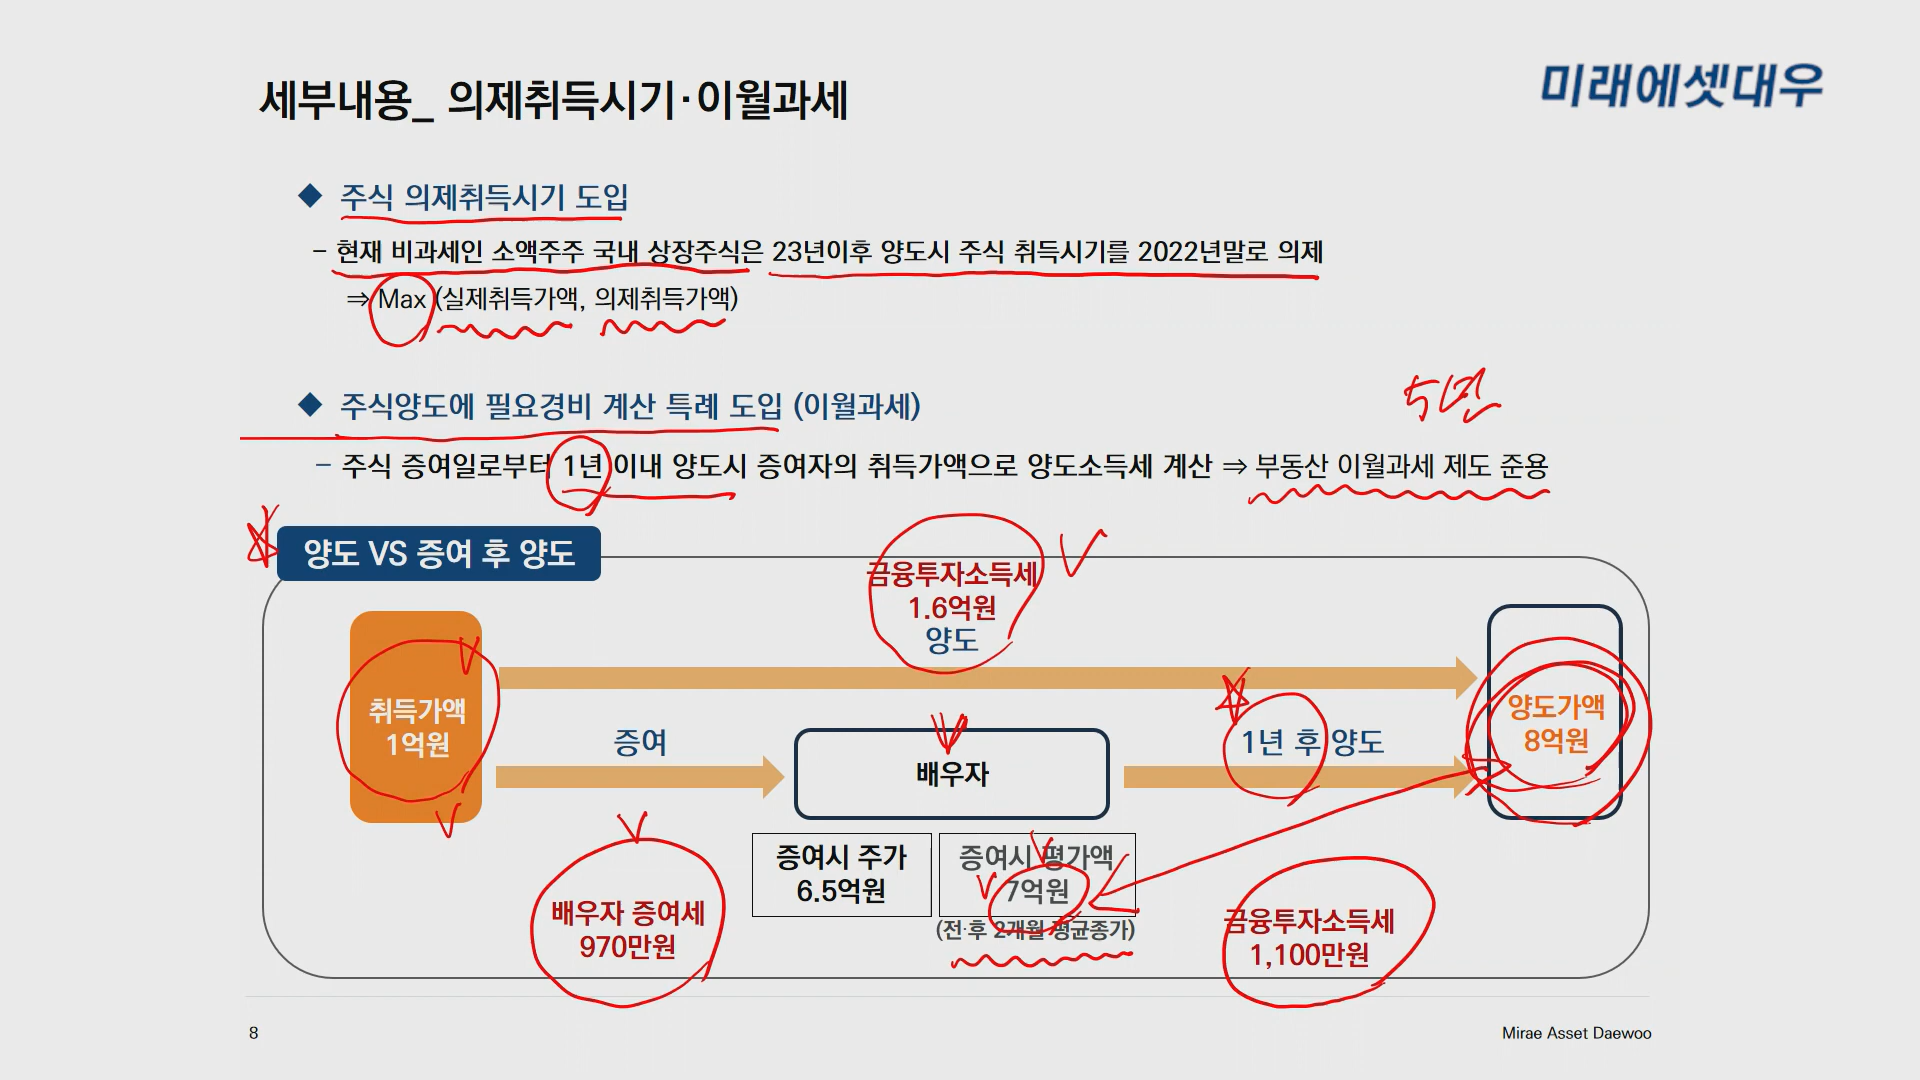 세부내용_ 의제취득시기·이월과세
미래에셋대우
◆ 주식 의제취득시기 도입
– 현재 비과세인 소액주주 국내 상장주식은 23년이후 양도시 주식 취득시기를 2022년말로 의제
⇒ Max (실제취득가액, 의제취득가액)
5년
◆ 주식양도에 필요경비 계산 특례 도입 (이월과세)
– 주식 증여일로부터 1년 이내 양도시 증여자의 취득가액으로 양도소득세 계산 ⇒ 부동산 이월과세 제도 준용
양도 VS 증여 후 양도
금융투자소득세
1.6억원
양도
취득가액
1억원
양도가액
8억원
증여
배우자
1년 후 양도
증여시 주가
6.5억원
증여시 평가액
7억원
(전·후 2개월 평균종가)
배우자 증여세
970만원
금융투자소득세
1,100만원
8
Mirae Asset Daewoo